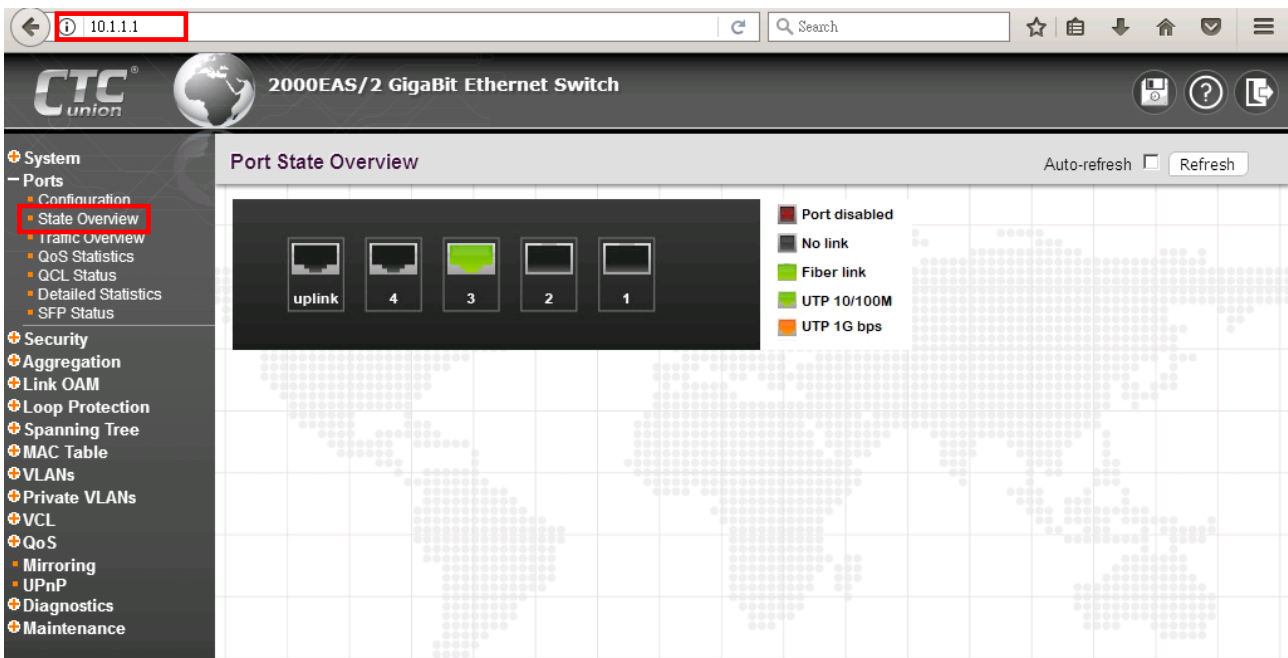 10.1.1.1
Search
CTC®
union
2000EAS/2 GigaBit Ethernet Switch
System
Ports
Configuration
State Overview
Traffic Overview
QoS Statistics
QCL Status
Detailed Statistics
SFP Status
Security
Aggregation
Link OAM
Loop Protection
Spanning Tree
MAC Table
VLANs
Private VLANs
VCL
QoS
Mirroring
UPnP
Diagnostics
Maintenance
Port State Overview
Auto-refresh
Refresh
uplink 4 3 2 1
Port disabled
No link
Fiber link
UTP 10/100M
UTP 1G bps